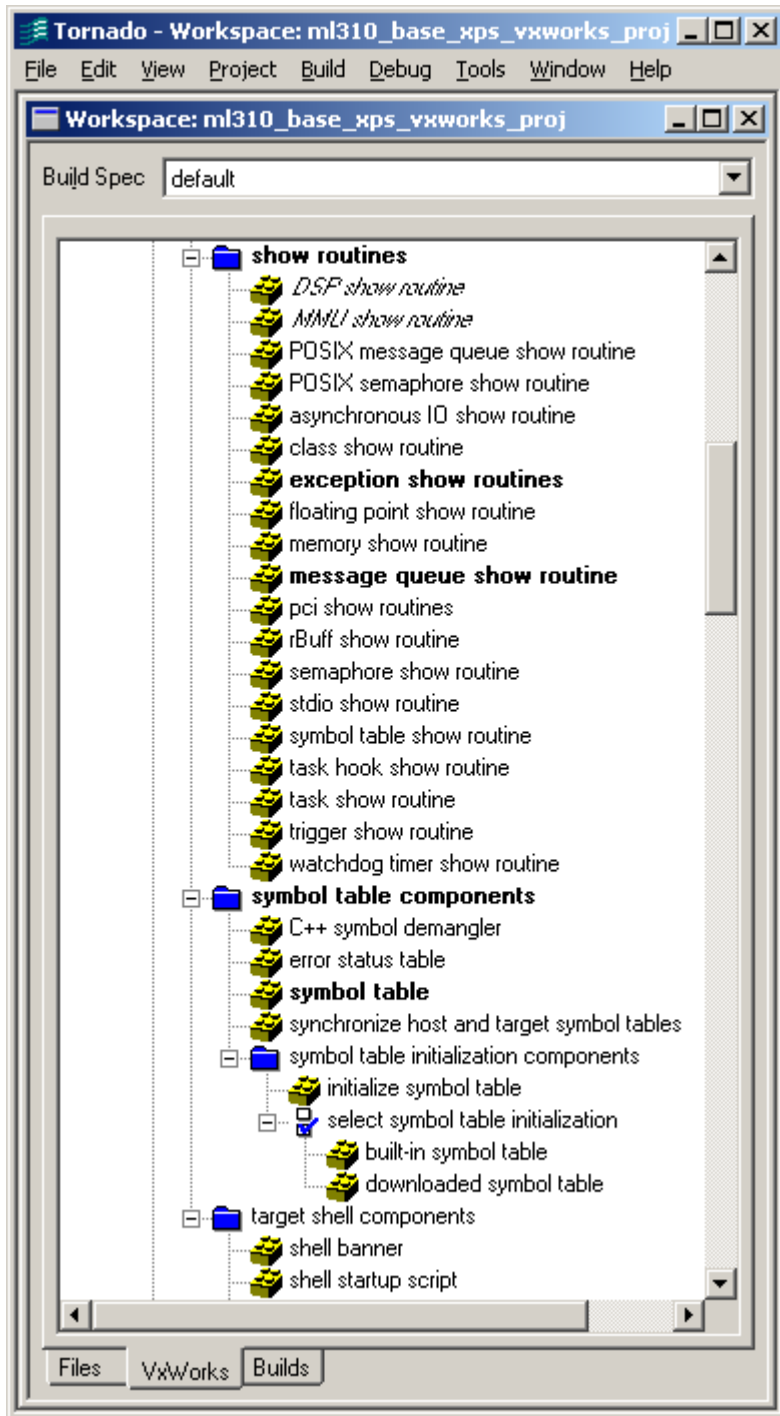 Tornado - Workspace: ml310_base_xps_vxworks_proj
File Edit View Project Build Debug Tools Window Help
Workspace: ml310_base_xps_vxworks_proj
Build Spec default
show routines
DSP show routine
MMU show routine
POSIX message queue show routine
POSIX semaphore show routine
asynchronous IO show routine
class show routine
exception show routines
floating point show routine
memory show routine
message queue show routine
pci show routines
rBuff show routine
semaphore show routine
stdio show routine
symbol table show routine
task hook show routine
task show routine
trigger show routine
watchdog timer show routine
symbol table components
C++ symbol demangler
error status table
symbol table
synchronize host and target symbol tables
symbol table initialization components
initialize symbol table
select symbol table initialization
built-in symbol table
downloaded symbol table
target shell components
shell banner
shell startup script
Files VxWorks Builds